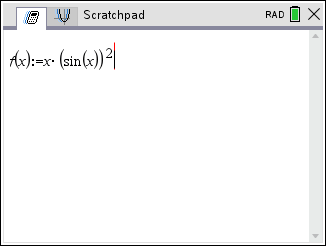 Scratchpad
RAD
f(x):=x·(sin(x))²